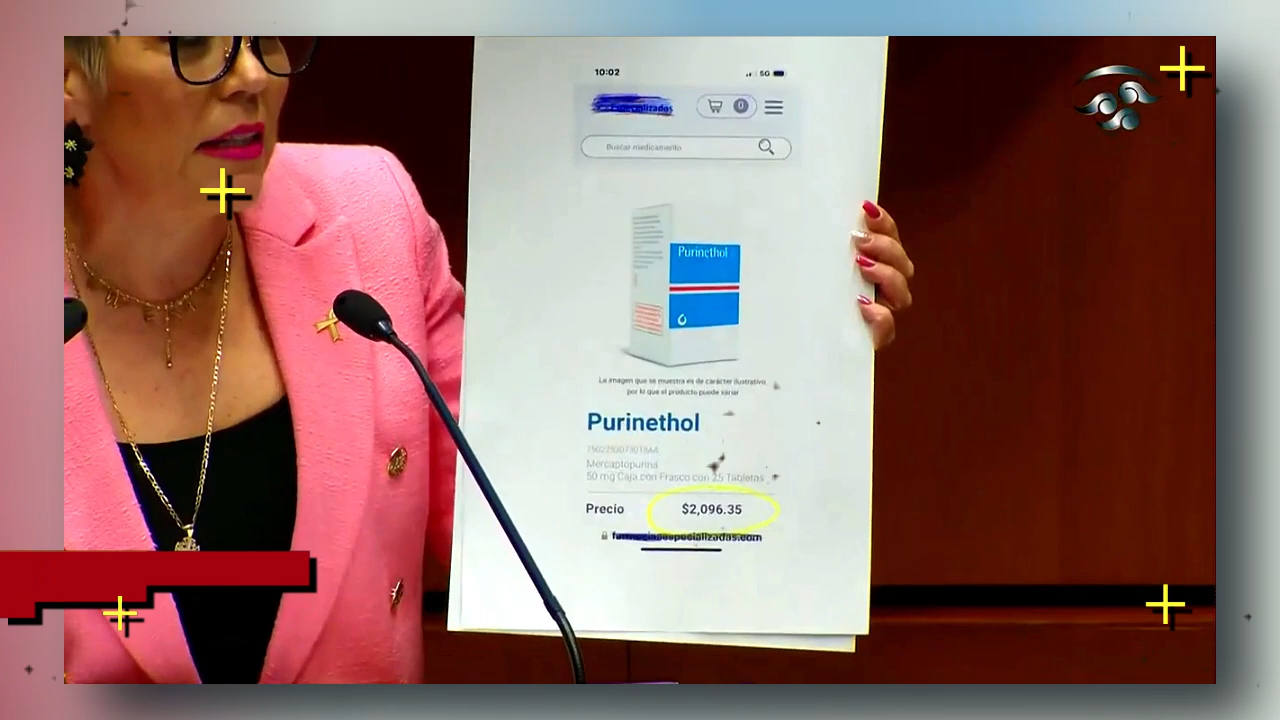 10:02
5G
0
Buscar medicamento
Purinethol
La imagen que se muestra es de carácter ilustrativo,
por lo que el producto puede variar
Purinethol
Mercaptopurina
50 mg Caja con Frasco con 25 Tabletas
Precio
$2,096.35